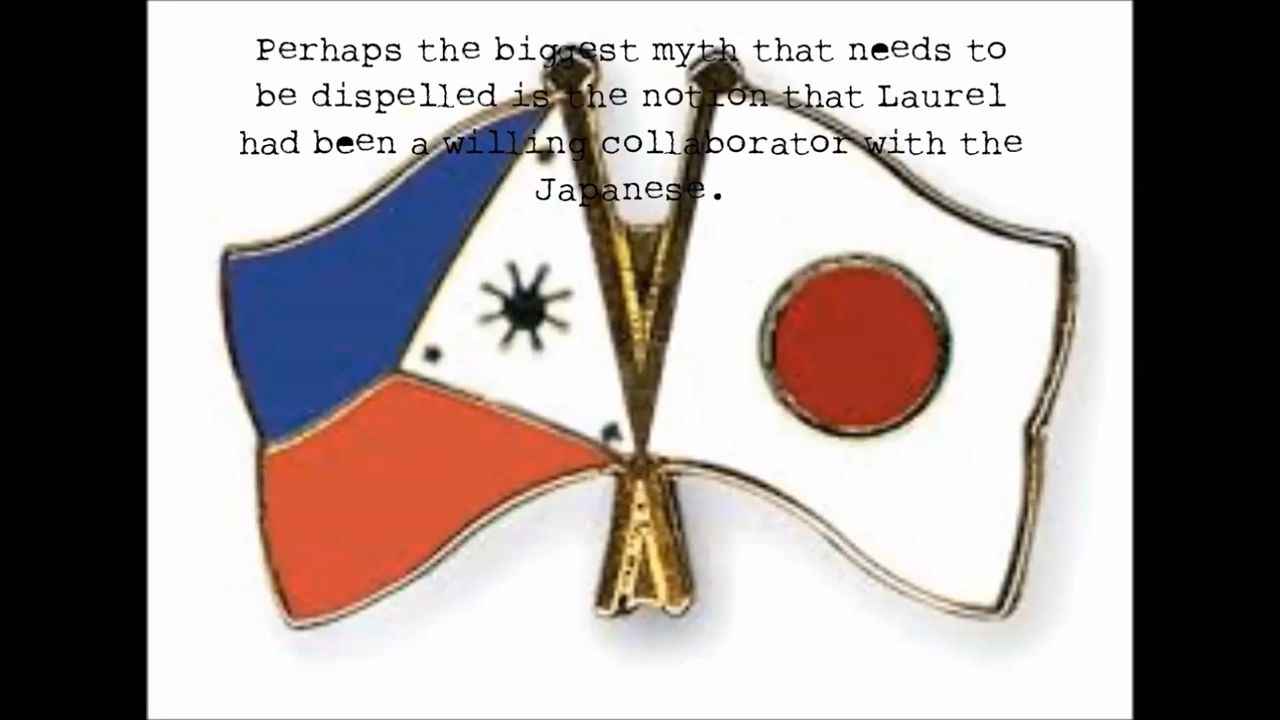 Perhaps the biggest myth that needs to
be dispelled is the notion that Laurel
had been a willing collaborator with the
Japanese.